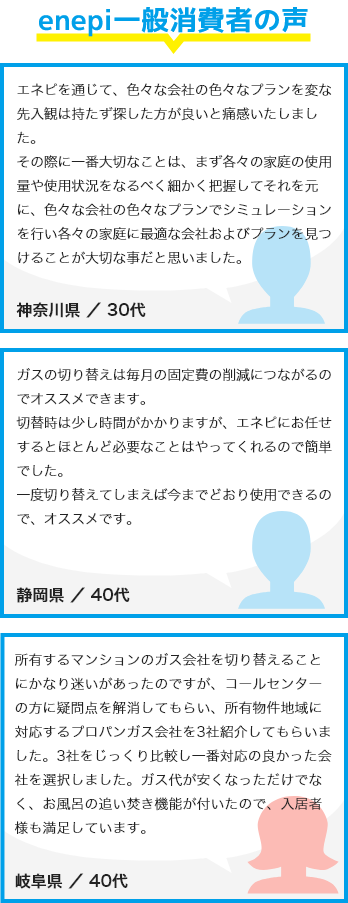 enepi一般消費者の声
エネピを通じて、色々な会社の色々なプランを変な
先入観は持たず探した方が良いと痛感いたしまし
た。
その際に一番大切なことは、まず各々の家庭の使用
量や使用状況をなるべく細かく把握してそれを元
に、色々な会社の色々なプランでシミュレーション
を行い各々の家庭に最適な会社およびプランを見つ
けることが大切な事だと思いました。
神奈川県 ／ 30代
ガスの切り替えは毎月の固定費の削減につながるの
でオススメできます。
切替時は少し時間がかかりますが、エネピにお任せ
するとほとんど必要なことはやってくれるので簡単
でした。
一度切り替えてしまえば今までどおり使用できるの
で、オススメです。
静岡県 ／ 40代
所有するマンションのガス会社を切り替えること
にかなり迷いがあったのですが、コールセンター
の方に疑問点を解消してもらい、所有物件地域に
対応するプロパンガス会社を3社紹介してもらいま
した。3社をじっくり比較し一番対応の良かった会
社を選択しました。ガス代が安くなっただけでな
く、お風呂の追い焚き機能が付いたので、入居者
様も満足しています。
岐阜県 ／ 40代